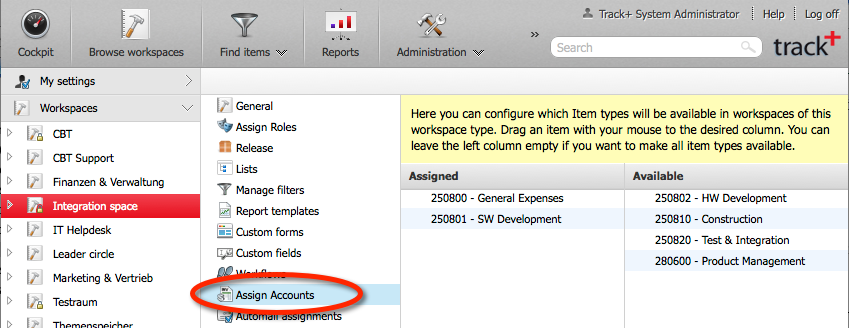 Track+ System Administrator
Help
Log off
Cockpit
Browse workspaces
Find items
Reports
Administration
»
Search
track+
My settings
Workspaces
CBT
CBT Support
Finanzen & Verwaltung
Integration space
IT Helpdesk
Leader circle
Marketing & Vertrieb
Testraum
Themenspeicher
General
Assign Roles
Release
Lists
Manage filters
Report templates
Custom forms
Custom fields
Workflows
Assign Accounts
Automail assignments
Here you can configure which Item types will be available in workspaces of this
workspace type. Drag an item with your mouse to the desired column. You can
leave the left column empty if you want to make all item types available.
Assigned
Available
250800 - General Expenses
250802 - HW Development
250801 - SW Development
250810 - Construction
250820 - Test & Integration
280600 - Product Management